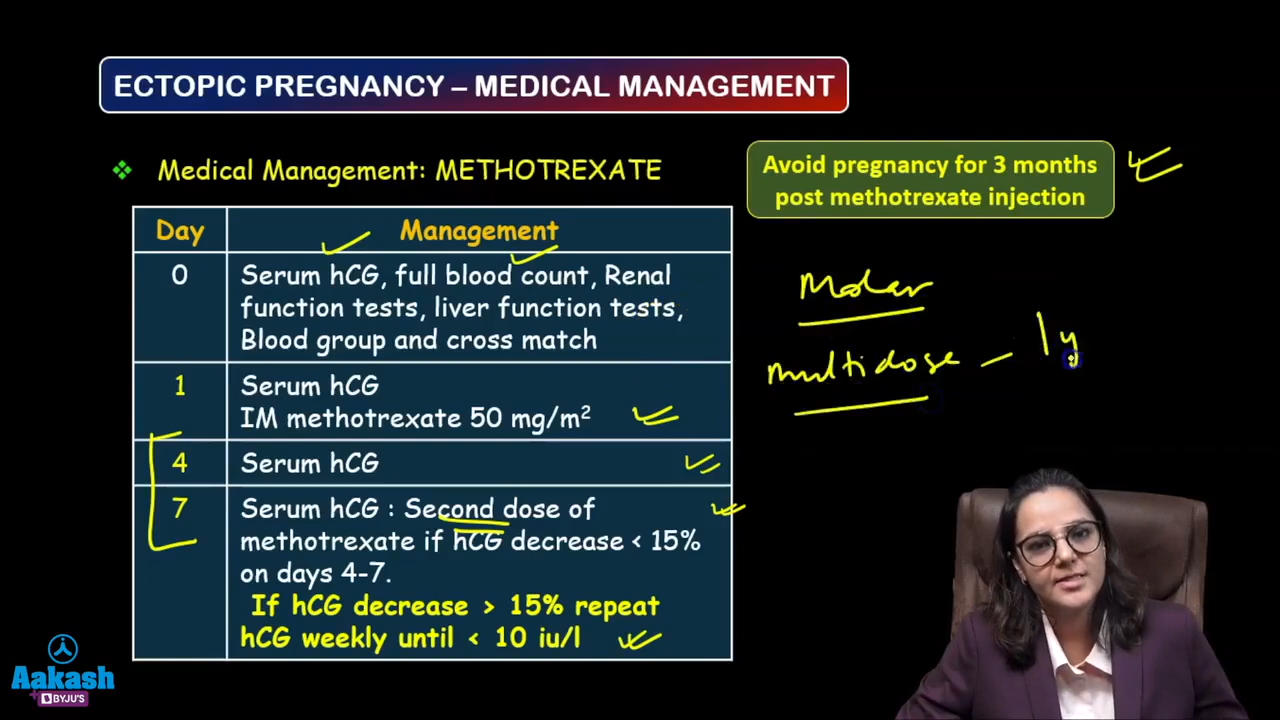 ECTOPIC PREGNANCY – MEDICAL MANAGEMENT
❖ Medical Management: METHOTREXATE
Avoid pregnancy for 3 months
post methotrexate injection
Day Management
0 Serum hCG, full blood count, Renal
function tests, liver function tests,
Blood group and cross match
1 Serum hCG
IM methotrexate 50 mg/m²
4 Serum hCG
7 Serum hCG : Second dose of
methotrexate if hCG decrease < 15%
on days 4-7.
If hCG decrease > 15% repeat
hCG weekly until < 10 iu/l
Molar
multidose – 1y
Aakash
+ BYJU'S